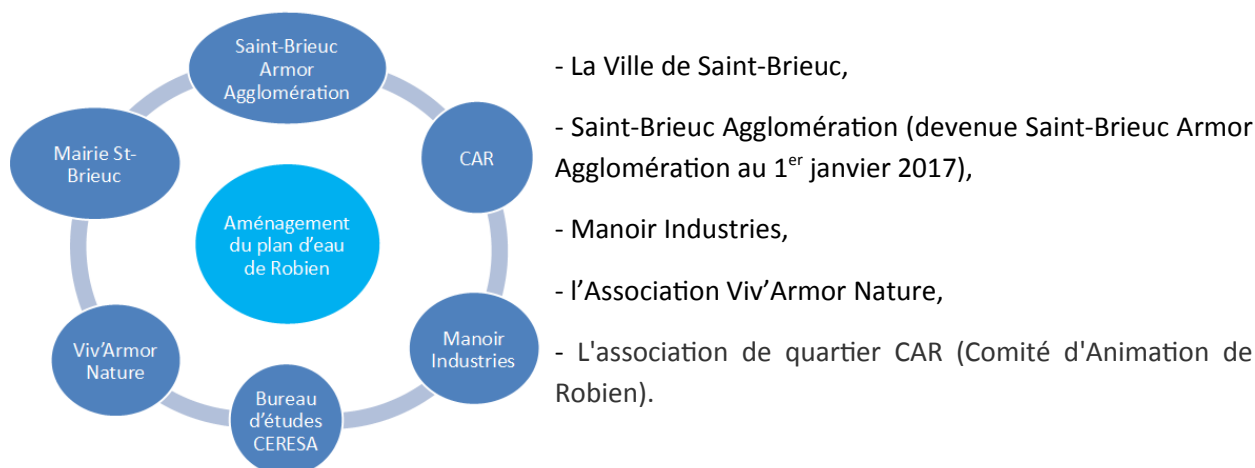 Saint-Brieuc
Armor
Agglomération
CAR
Manoir
Industries
Bureau
d'études
CERESA
Viv'Armor
Nature
Mairie St-
Brieuc
Aménagement
du plan d'eau
de Robien
- La Ville de Saint-Brieuc,
- Saint-Brieuc Agglomération (devenue Saint-Brieuc Armor
Agglomération au 1er janvier 2017),
- Manoir Industries,
- l'Association Viv'Armor Nature,
- L'association de quartier CAR (Comité d'Animation de
Robien).